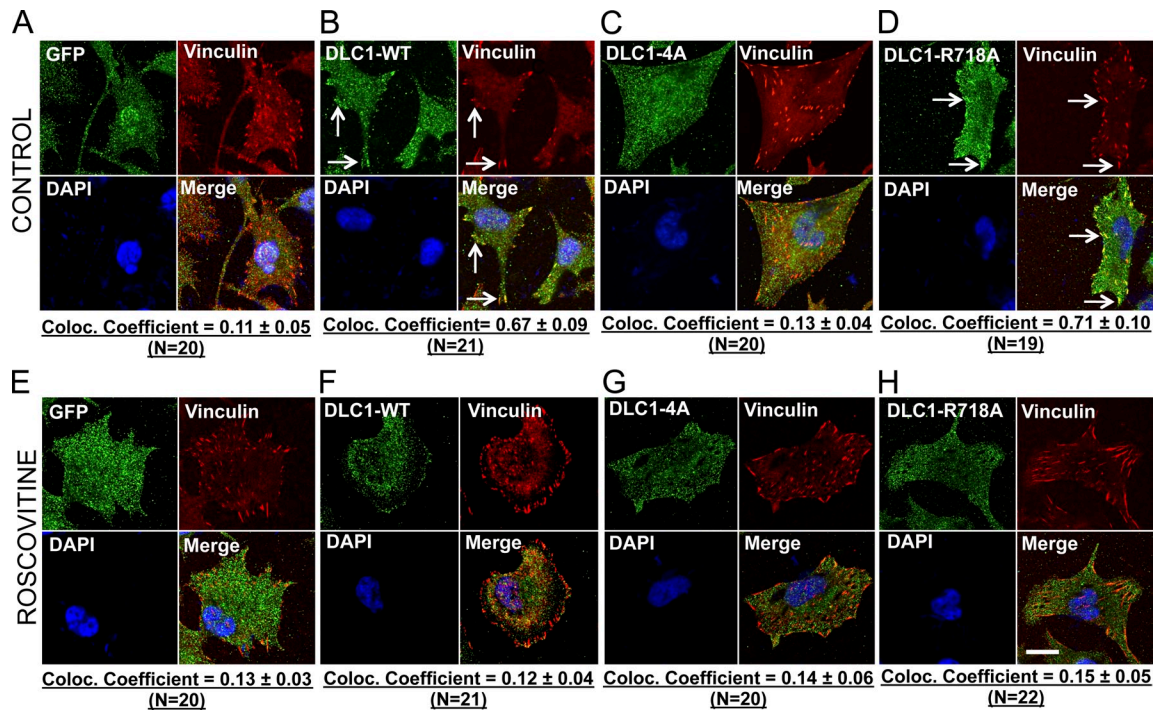 A
GFP
Vinculin
DAPI
Merge
Coloc. Coefficient = 0.11 ± 0.05
(N=20)
B
DLC1-WT
Vinculin
DAPI
Merge
Coloc. Coefficient= 0.67 ± 0.09
(N=21)
C
DLC1-4A
Vinculin
DAPI
Merge
Coloc. Coefficient = 0.13 ± 0.04
(N=20)
D
DLC1-R718A
Vinculin
DAPI
Merge
Coloc. Coefficient = 0.71 ± 0.10
(N=19)
CONTROL
E
GFP
Vinculin
DAPI
Merge
Coloc. Coefficient = 0.13 ± 0.03
(N=20)
F
DLC1-WT
Vinculin
DAPI
Merge
Coloc. Coefficient = 0.12 ± 0.04
(N=21)
G
DLC1-4A
Vinculin
DAPI
Merge
Coloc. Coefficient = 0.14 ± 0.06
(N=20)
H
DLC1-R718A
Vinculin
DAPI
Merge
Coloc. Coefficient = 0.15 ± 0.05
(N=22)
ROSCOVITINE